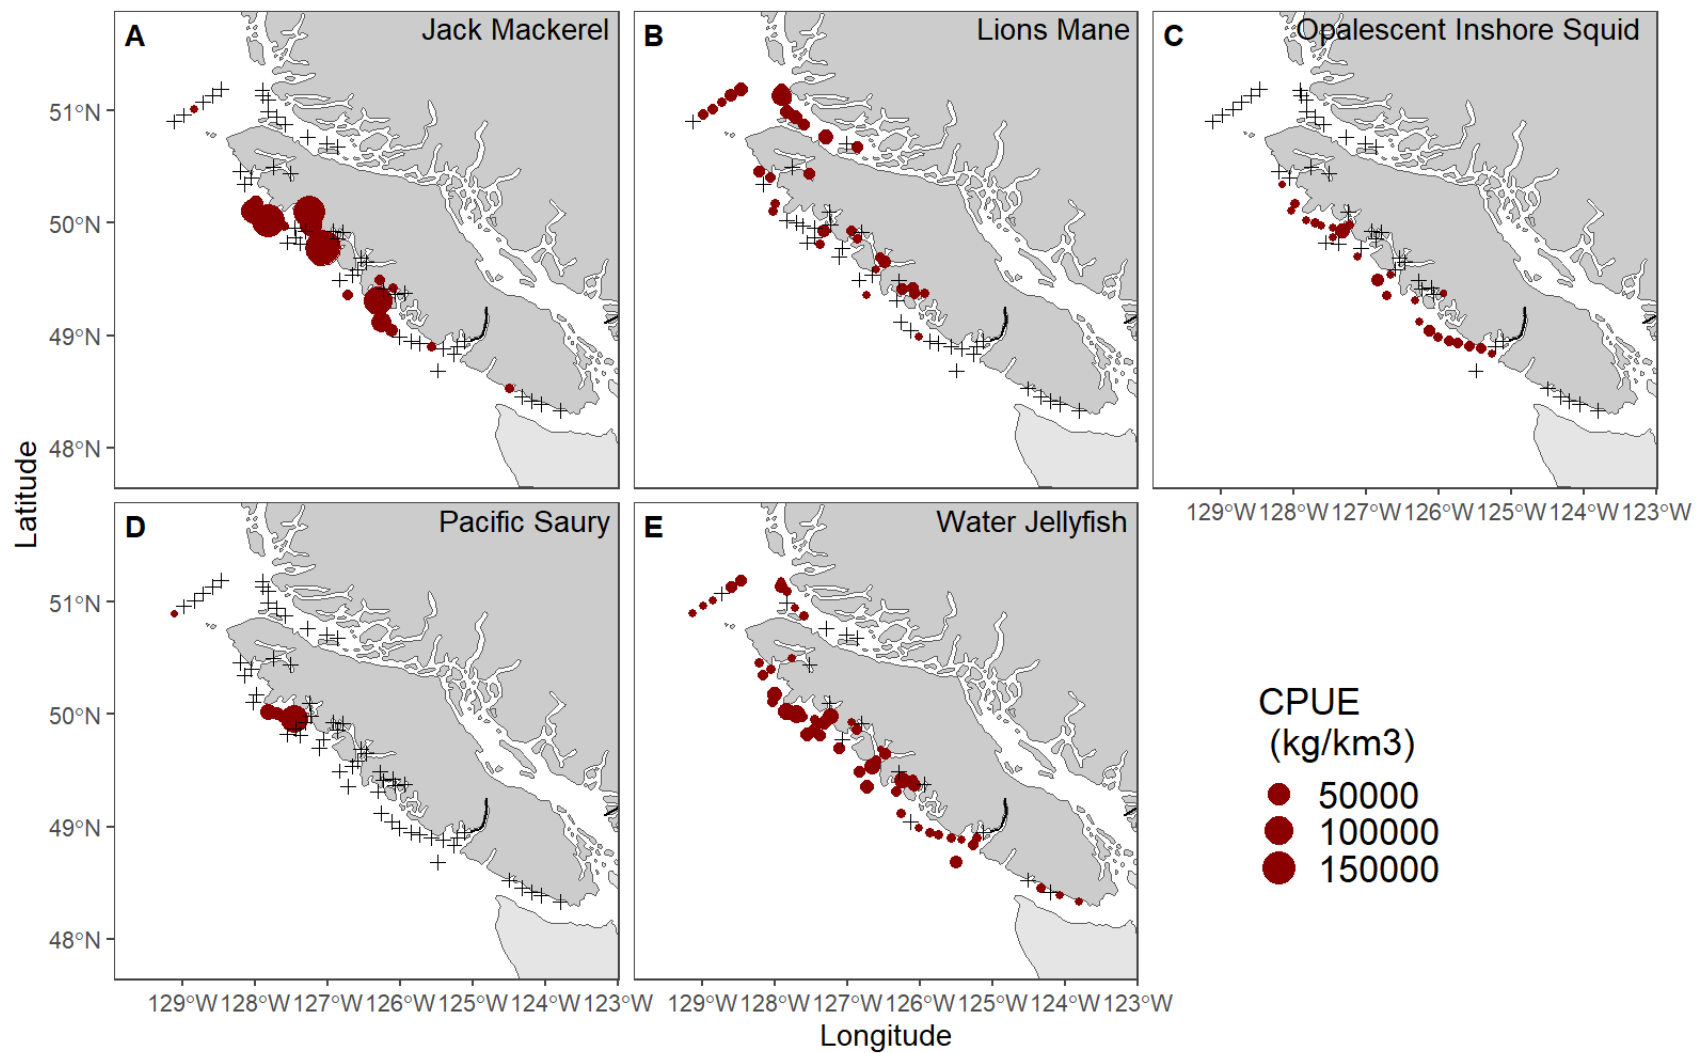 A Jack Mackerel
B Lions Mane
C Opalescent Inshore Squid
51°N
50°N
49°N
48°N
129°W 128°W 127°W 126°W 125°W 124°W 123°W
Latitude
D Pacific Saury
E Water Jellyfish
51°N
50°N
49°N
48°N
129°W 128°W 127°W 126°W 125°W 124°W 123°W
129°W 128°W 127°W 126°W 125°W 124°W 123°W
Longitude
CPUE
(kg/km3)
50000
100000
150000